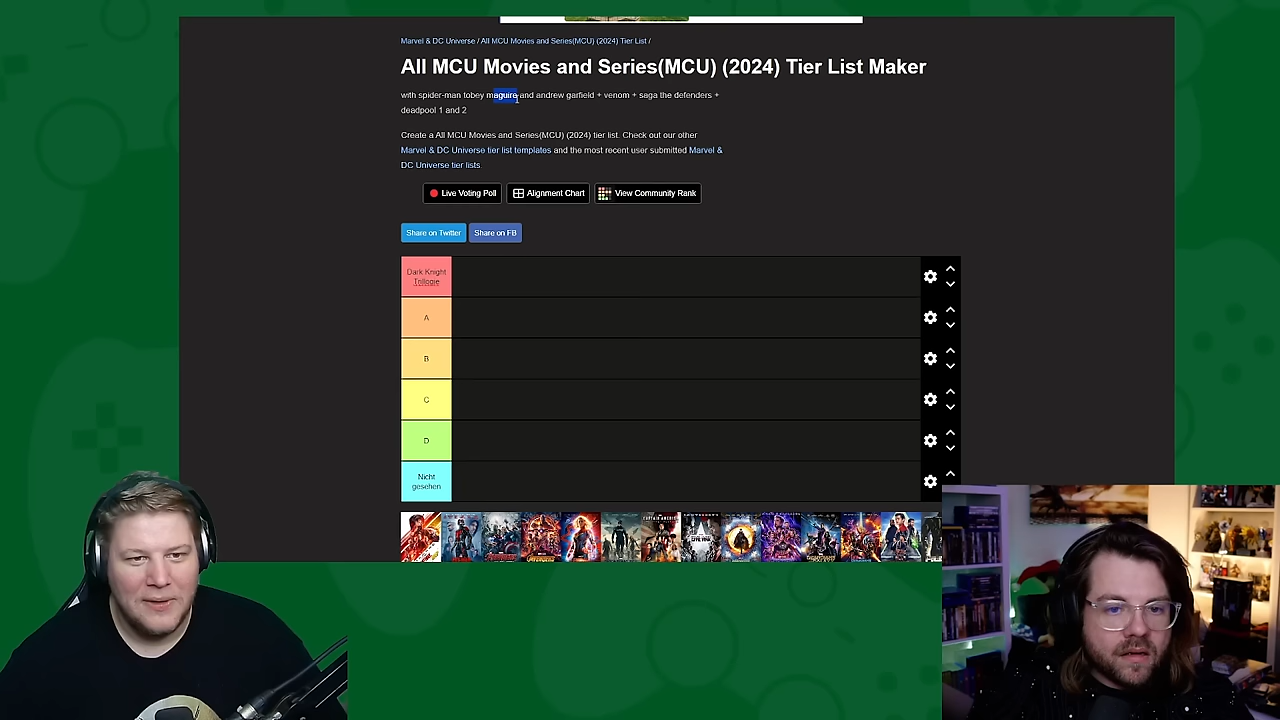 Marvel & DC Universe / All MCU Movies and Series(MCU) (2024) Tier List /
All MCU Movies and Series(MCU) (2024) Tier List Maker
with spider-man tobey maguire and andrew garfield + venom + saga the defenders +
deadpool 1 and 2
Create a All MCU Movies and Series(MCU) (2024) tier list. Check out our other
Marvel & DC Universe tier list templates and the most recent user submitted Marvel &
DC Universe tier lists
Live Voting Poll
Alignment Chart
View Community Rank
Share on Twitter
Share on FB
Dark Knight
Trilogie
A
B
C
D
Nicht
gesehen